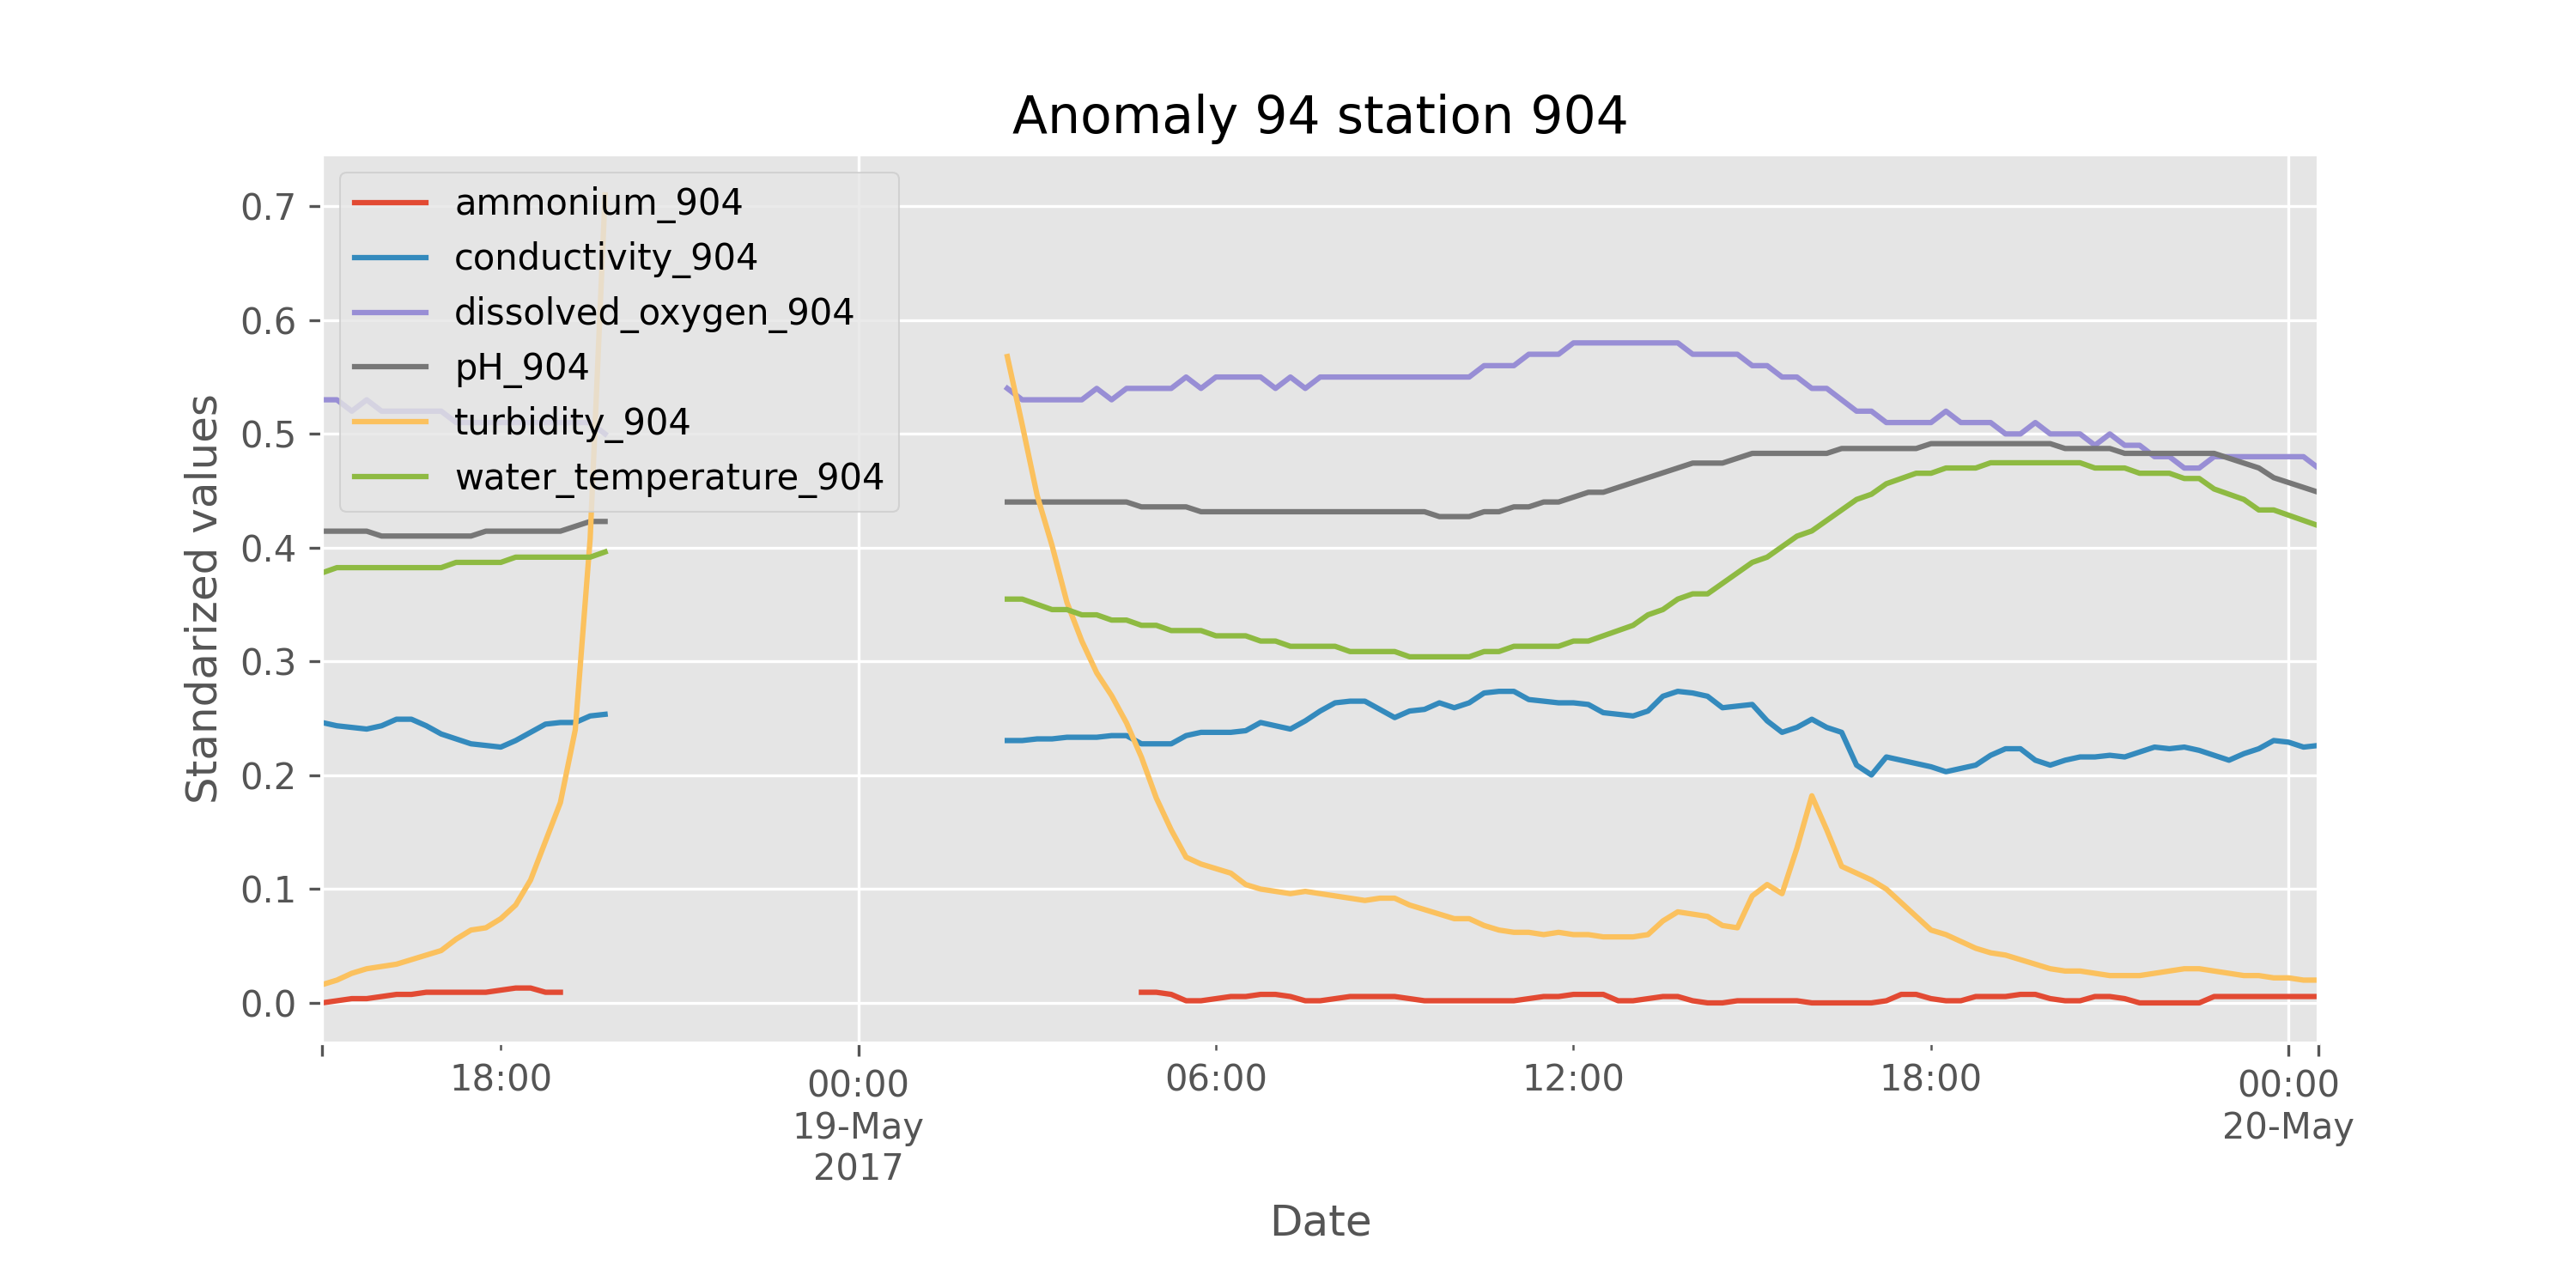 Anomaly 94 station 904
ammonium_904
conductivity_904
dissolved_oxygen_904
pH_904
turbidity_904
water_temperature_904
Standarized values
0.7
0.6
0.5
0.4
0.3
0.2
0.1
0.0
18:00
00:00
19-May
2017
06:00
12:00
18:00
00:00
20-May
Date